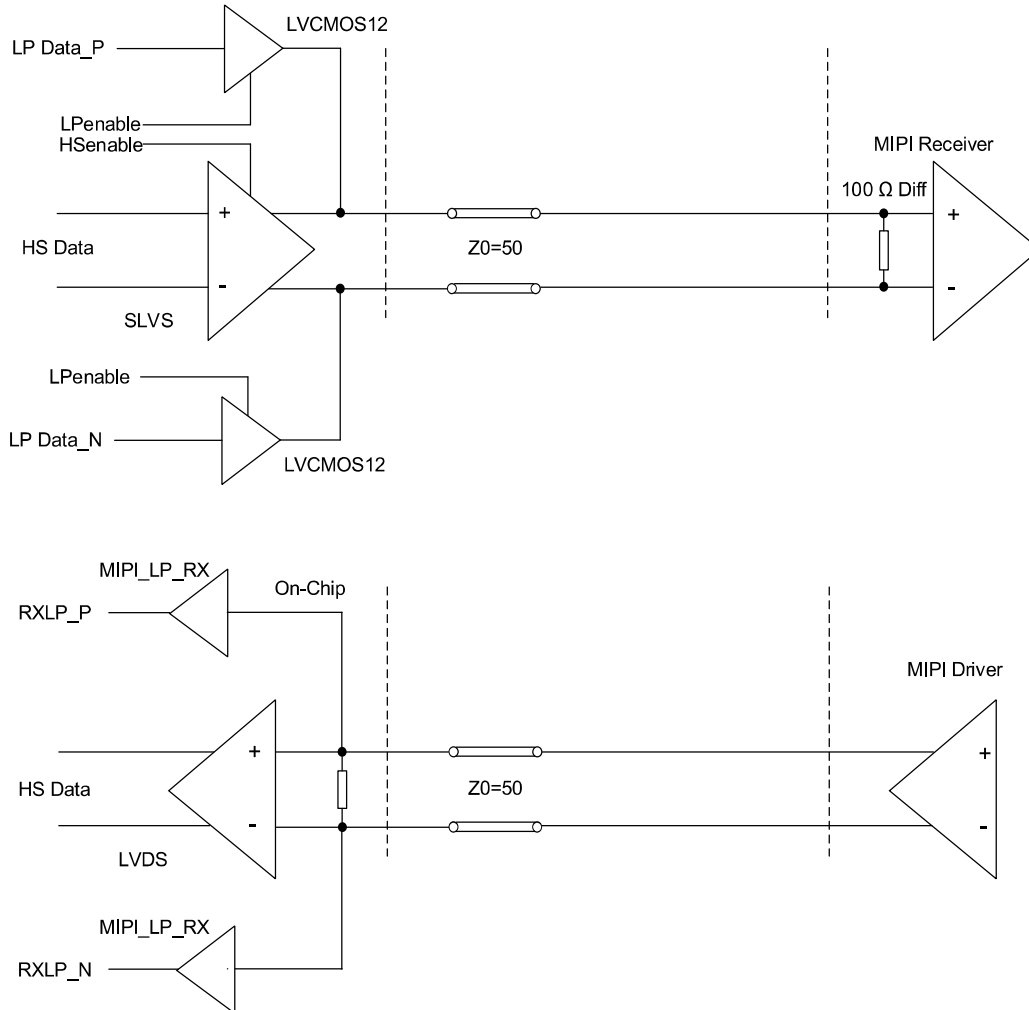 LVCMOS12
LP Data_P
LPenable
HSenable
MIPI Receiver
100 Ω Diff
+
+
HS Data
Z0=50
-
-
SLVS
LPenable
LP Data_N
LVCMOS12
MIPI_LP_RX
On-Chip
RXLP_P
MIPI Driver
+
+
HS Data
Z0=50
-
-
LVDS
MIPI_LP_RX
RXLP_N